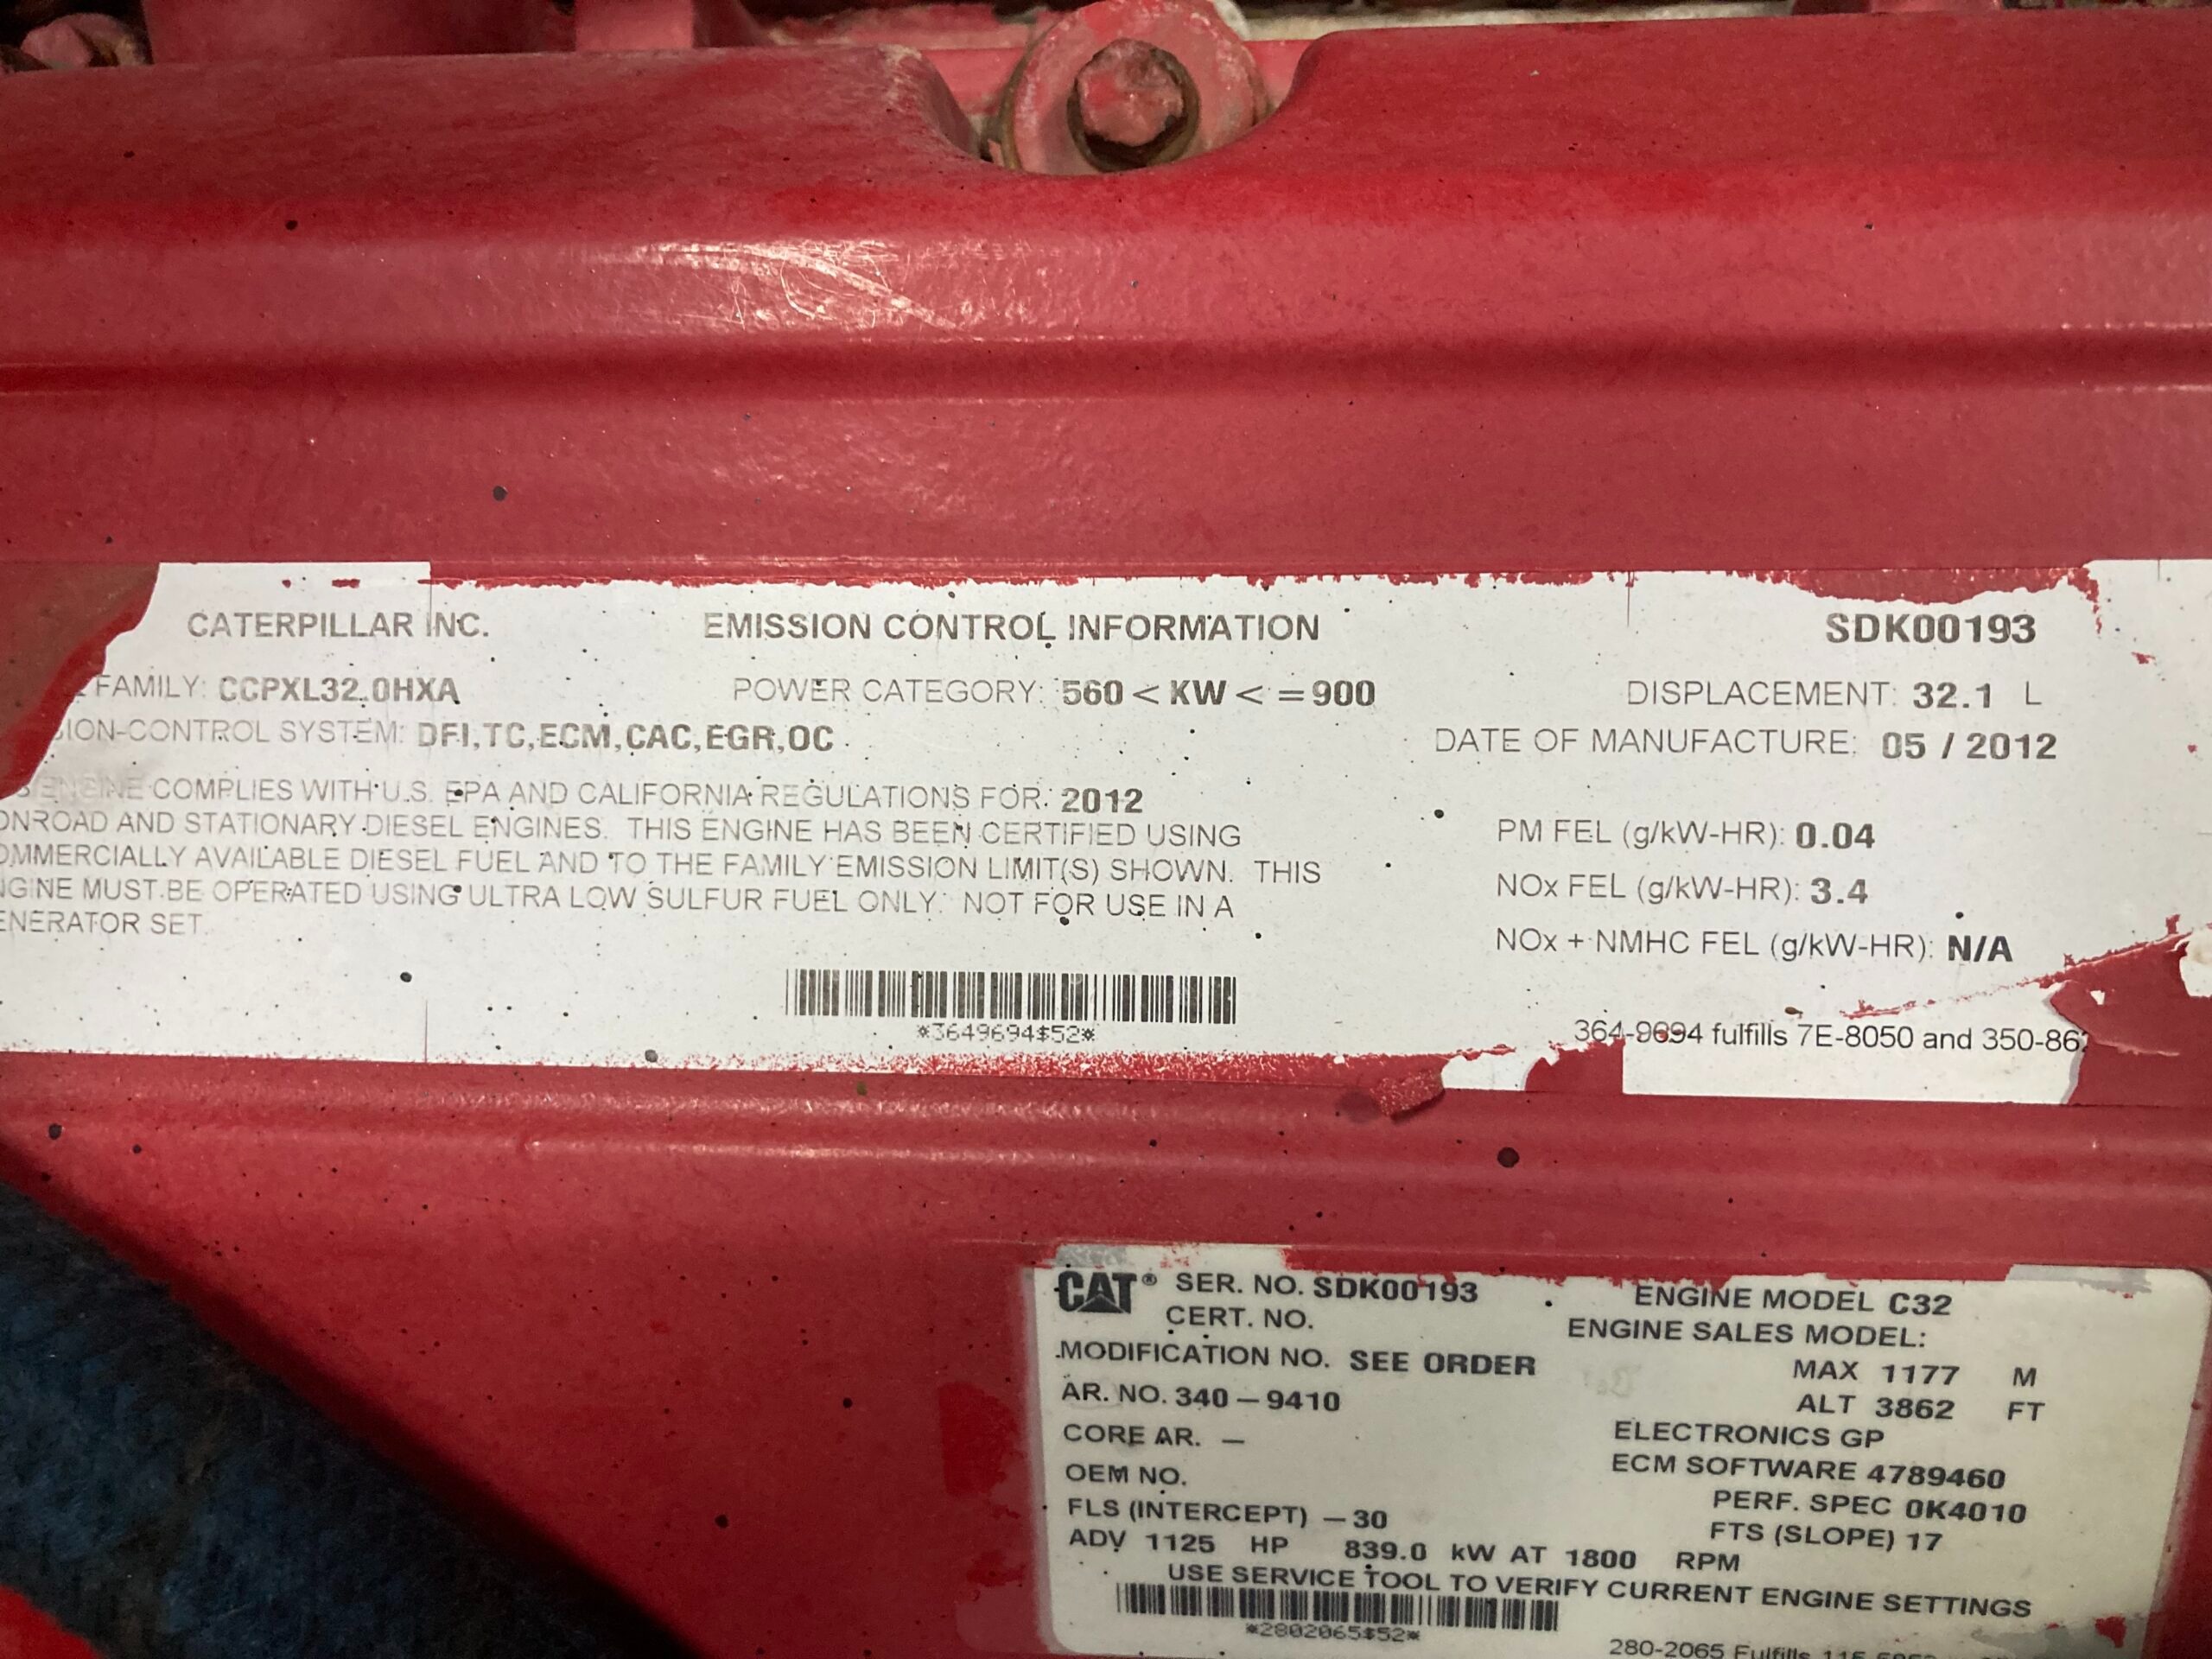 CATERPILLAR INC. EMISSION CONTROL INFORMATION SDK00193
FAMILY: CCPXL32.0HXA POWER CATEGORY: 560 < KW < = 900 DISPLACEMENT: 32.1 L
ION-CONTROL SYSTEM: DFI,TC,ECM,CAC,EGR,OC DATE OF MANUFACTURE: 05 / 2012
S ENGINE COMPLIES WITH U.S. EPA AND CALIFORNIA REGULATIONS FOR: 2012
ONROAD AND STATIONARY DIESEL ENGINES. THIS ENGINE HAS BEEN CERTIFIED USING
OMMERCIALLY AVAILABLE DIESEL FUEL AND TO THE FAMILY EMISSION LIMIT(S) SHOWN. THIS
NGINE MUST BE OPERATED USING ULTRA LOW SULFUR FUEL ONLY. NOT FOR USE IN A
ENERATOR SET.
PM FEL (g/kW-HR): 0.04
NOx FEL (g/kW-HR): 3.4
NOx + NMHC FEL (g/kW-HR): N/A
*3649694$52*
364-9694 fulfills 7E-8050 and 350-86
CAT® SER. NO. SDK00193 ENGINE MODEL C32
CERT. NO. ENGINE SALES MODEL:
MODIFICATION NO. SEE ORDER MAX 1177 M
AR. NO. 340-9410 ALT 3862 FT
CORE AR. – ELECTRONICS GP
OEM NO. ECM SOFTWARE 4789460
FLS (INTERCEPT) –30 PERF. SPEC 0K4010
FTS (SLOPE) 17
ADV 1125 HP 839.0 kW AT 1800 RPM
USE SERVICE TOOL TO VERIFY CURRENT ENGINE SETTINGS
*2802065$52*
280-2065 Fulfills